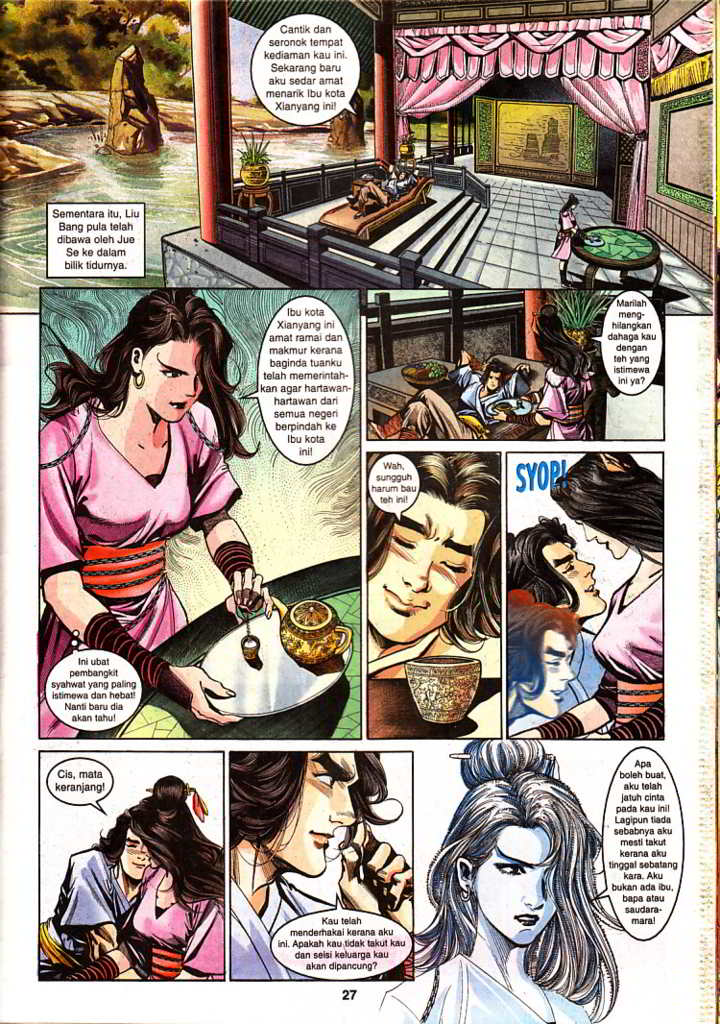 Cantik dan
seronok tempat
kediaman kau ini.
Sekarang baru
aku sedar amat
menarik Ibu kota
Xianyang ini!
Sementara itu, Liu
Bang pula telah
dibawa oleh Jue
Se ke dalam
bilik tidurnya.
Ibu kota
Xianyang ini
amat ramai dan
makmur kerana
baginda tuanku
telah memerintah-
kan agar hartawan-
hartawan dari
semua negeri
berpindah ke
Ibu kota
ini!
Ini ubat
pembangkit
syahwat yang paling
istimewa dan hebat!
Nanti baru dia
akan tahu!
Marilah
meng-
hilangkan
dahaga kau
dengan
teh yang
istimewa
ini ya?
Wah,
sungguh
harum bau
teh ini!
SYOP!
Cis, mata
keranjang!
Kau telah
menderhakai kerana aku
ini. Apakah kau tidak takut kau
dan seisi keluarga kau
akan dipancung?
Apa
boleh buat,
aku telah
jatuh cinta
pada kau ini!
Lagipun tiada
sebabnya aku
mesti takut
kerana aku
tinggal sebatang
kara. Aku
bukan ada ibu,
bapa atau
saudara-
mara!
27